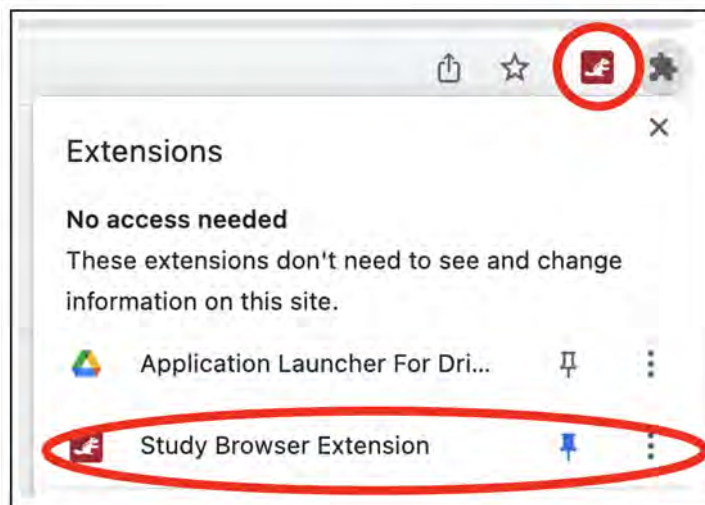 Extensions
No access needed
These extensions don't need to see and change
information on this site.
Application Launcher For Dri...
Study Browser Extension